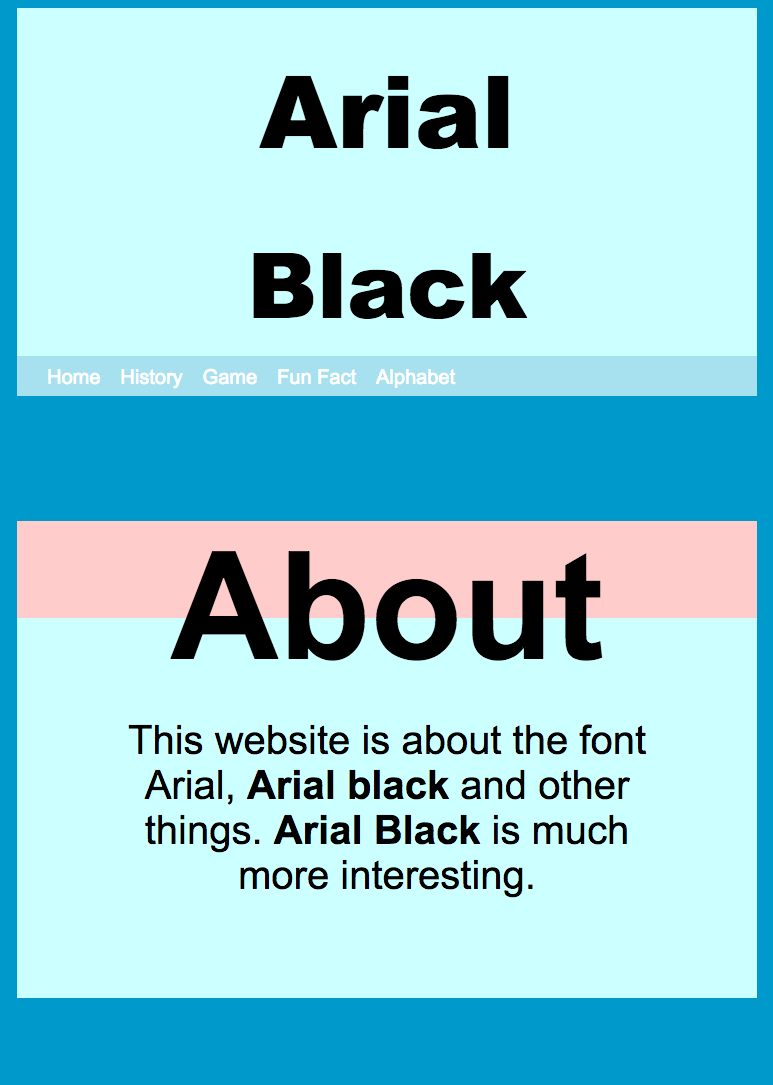 Arial
Black
Home History Game Fun Fact Alphabet
About
This website is about the font
Arial, Arial black and other
things. Arial Black is much
more interesting.